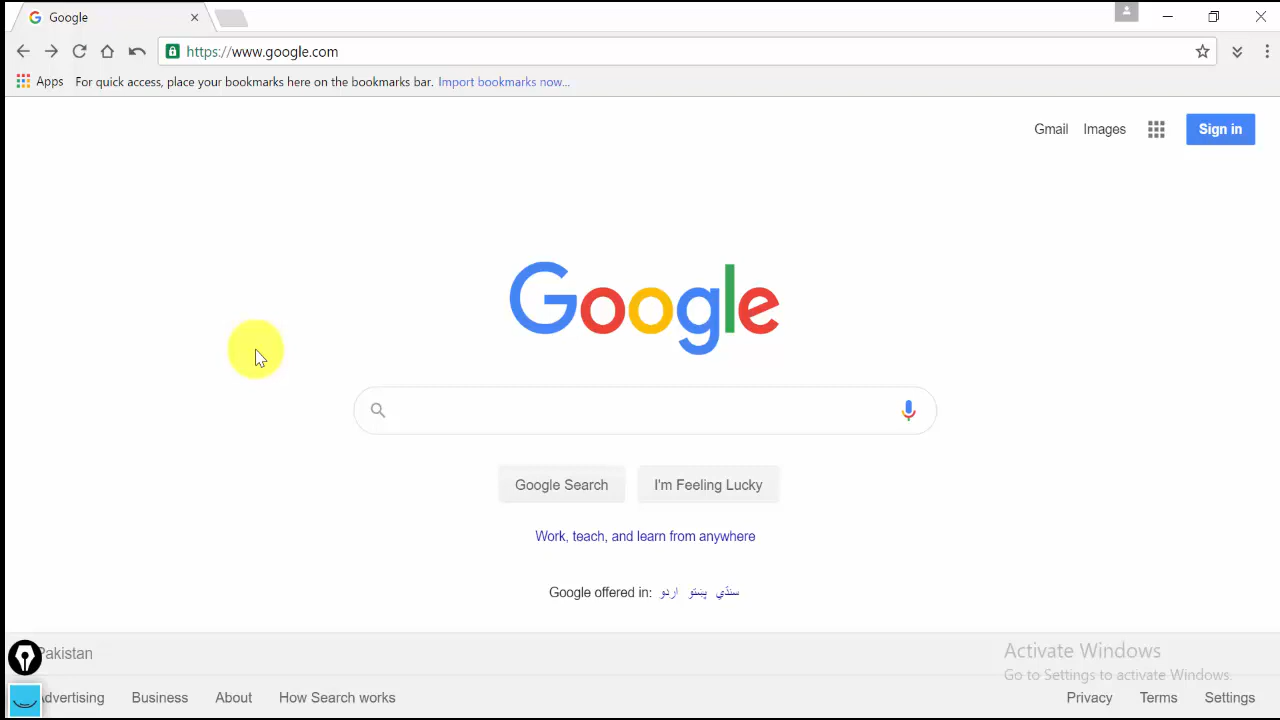 Google
https://www.google.com
Apps For quick access, place your bookmarks here on the bookmarks bar. Import bookmarks now...
Gmail Images Sign in
Google
Google Search I'm Feeling Lucky
Work, teach, and learn from anywhere
Google offered in: اردو پښتو سنڌي
Pakistan
Activate Windows
Go to Settings to activate Windows.
dvertising Business About How Search works Privacy Terms Settings